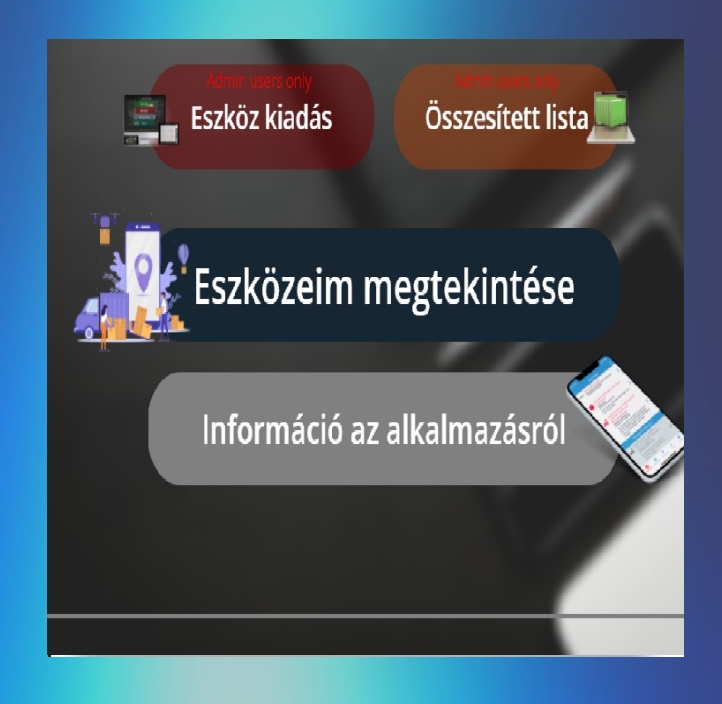 Admin users only
Admin users only
Eszköz kiadás
Összesített lista
Eszközeim megtekintése
Információ az alkalmazásról